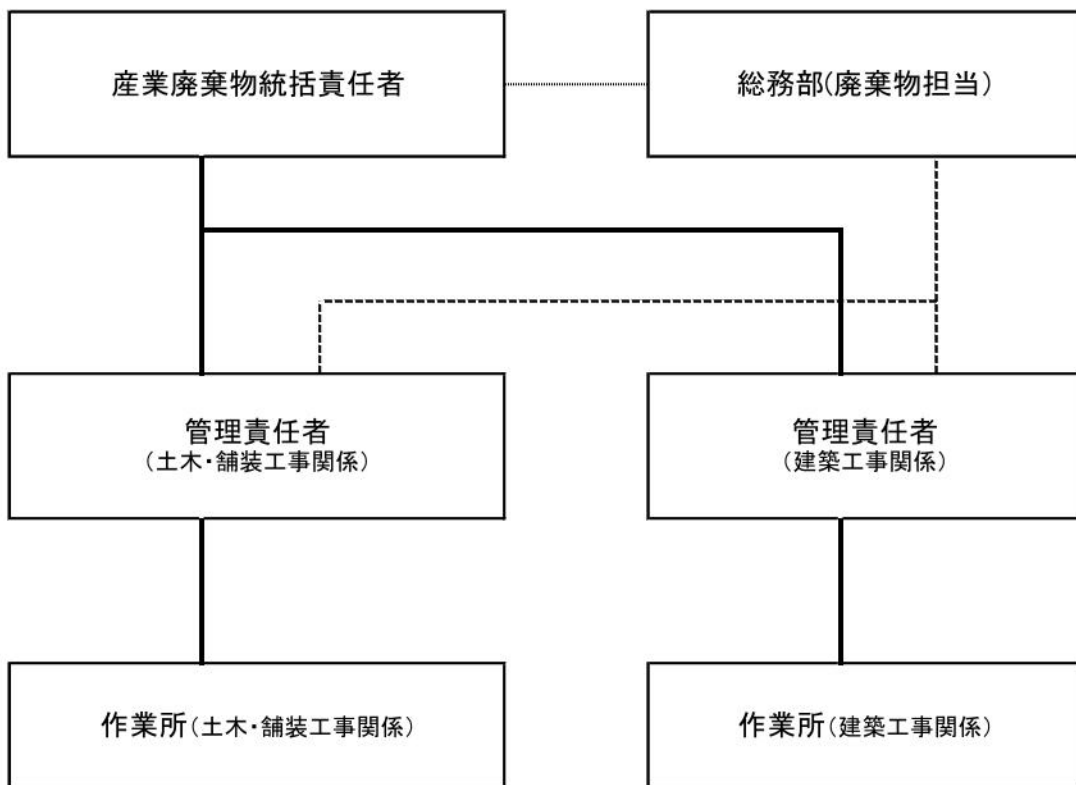 産業廃棄物統括責任者
総務部(廃棄物担当)
管理責任者
(土木・舗装工事関係)
管理責任者
(建築工事関係)
作業所(土木・舗装工事関係)
作業所(建築工事関係)